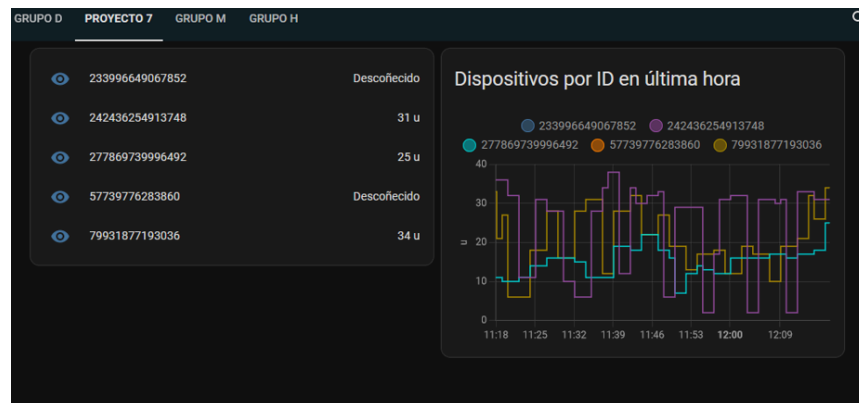 GRUPO D PROYECTO 7 GRUPO M GRUPO H
233996649067852 Descoñecido
242436254913748 31 u
277869739996492 25 u
57739776283860 Descoñecido
79931877193036 34 u
Dispositivos por ID en última hora
233996649067852 242436254913748
277869739996492 57739776283860 79931877193036
40
30
u
20
10
0
11:18 11:25 11:32 11:39 11:46 11:53 12:00 12:09